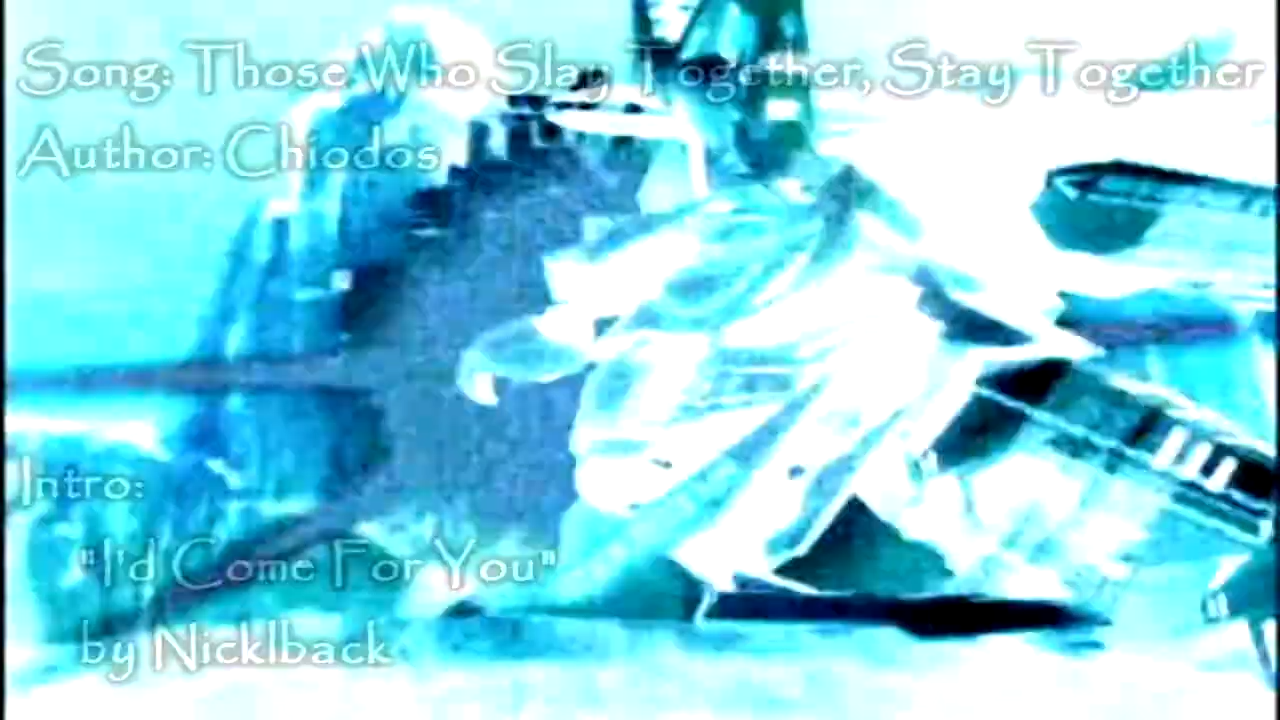 Song: Those Who Slay Together, Stay Together
Author: Chiodos
Intro:
"I'd Come For You"
by Nicklback